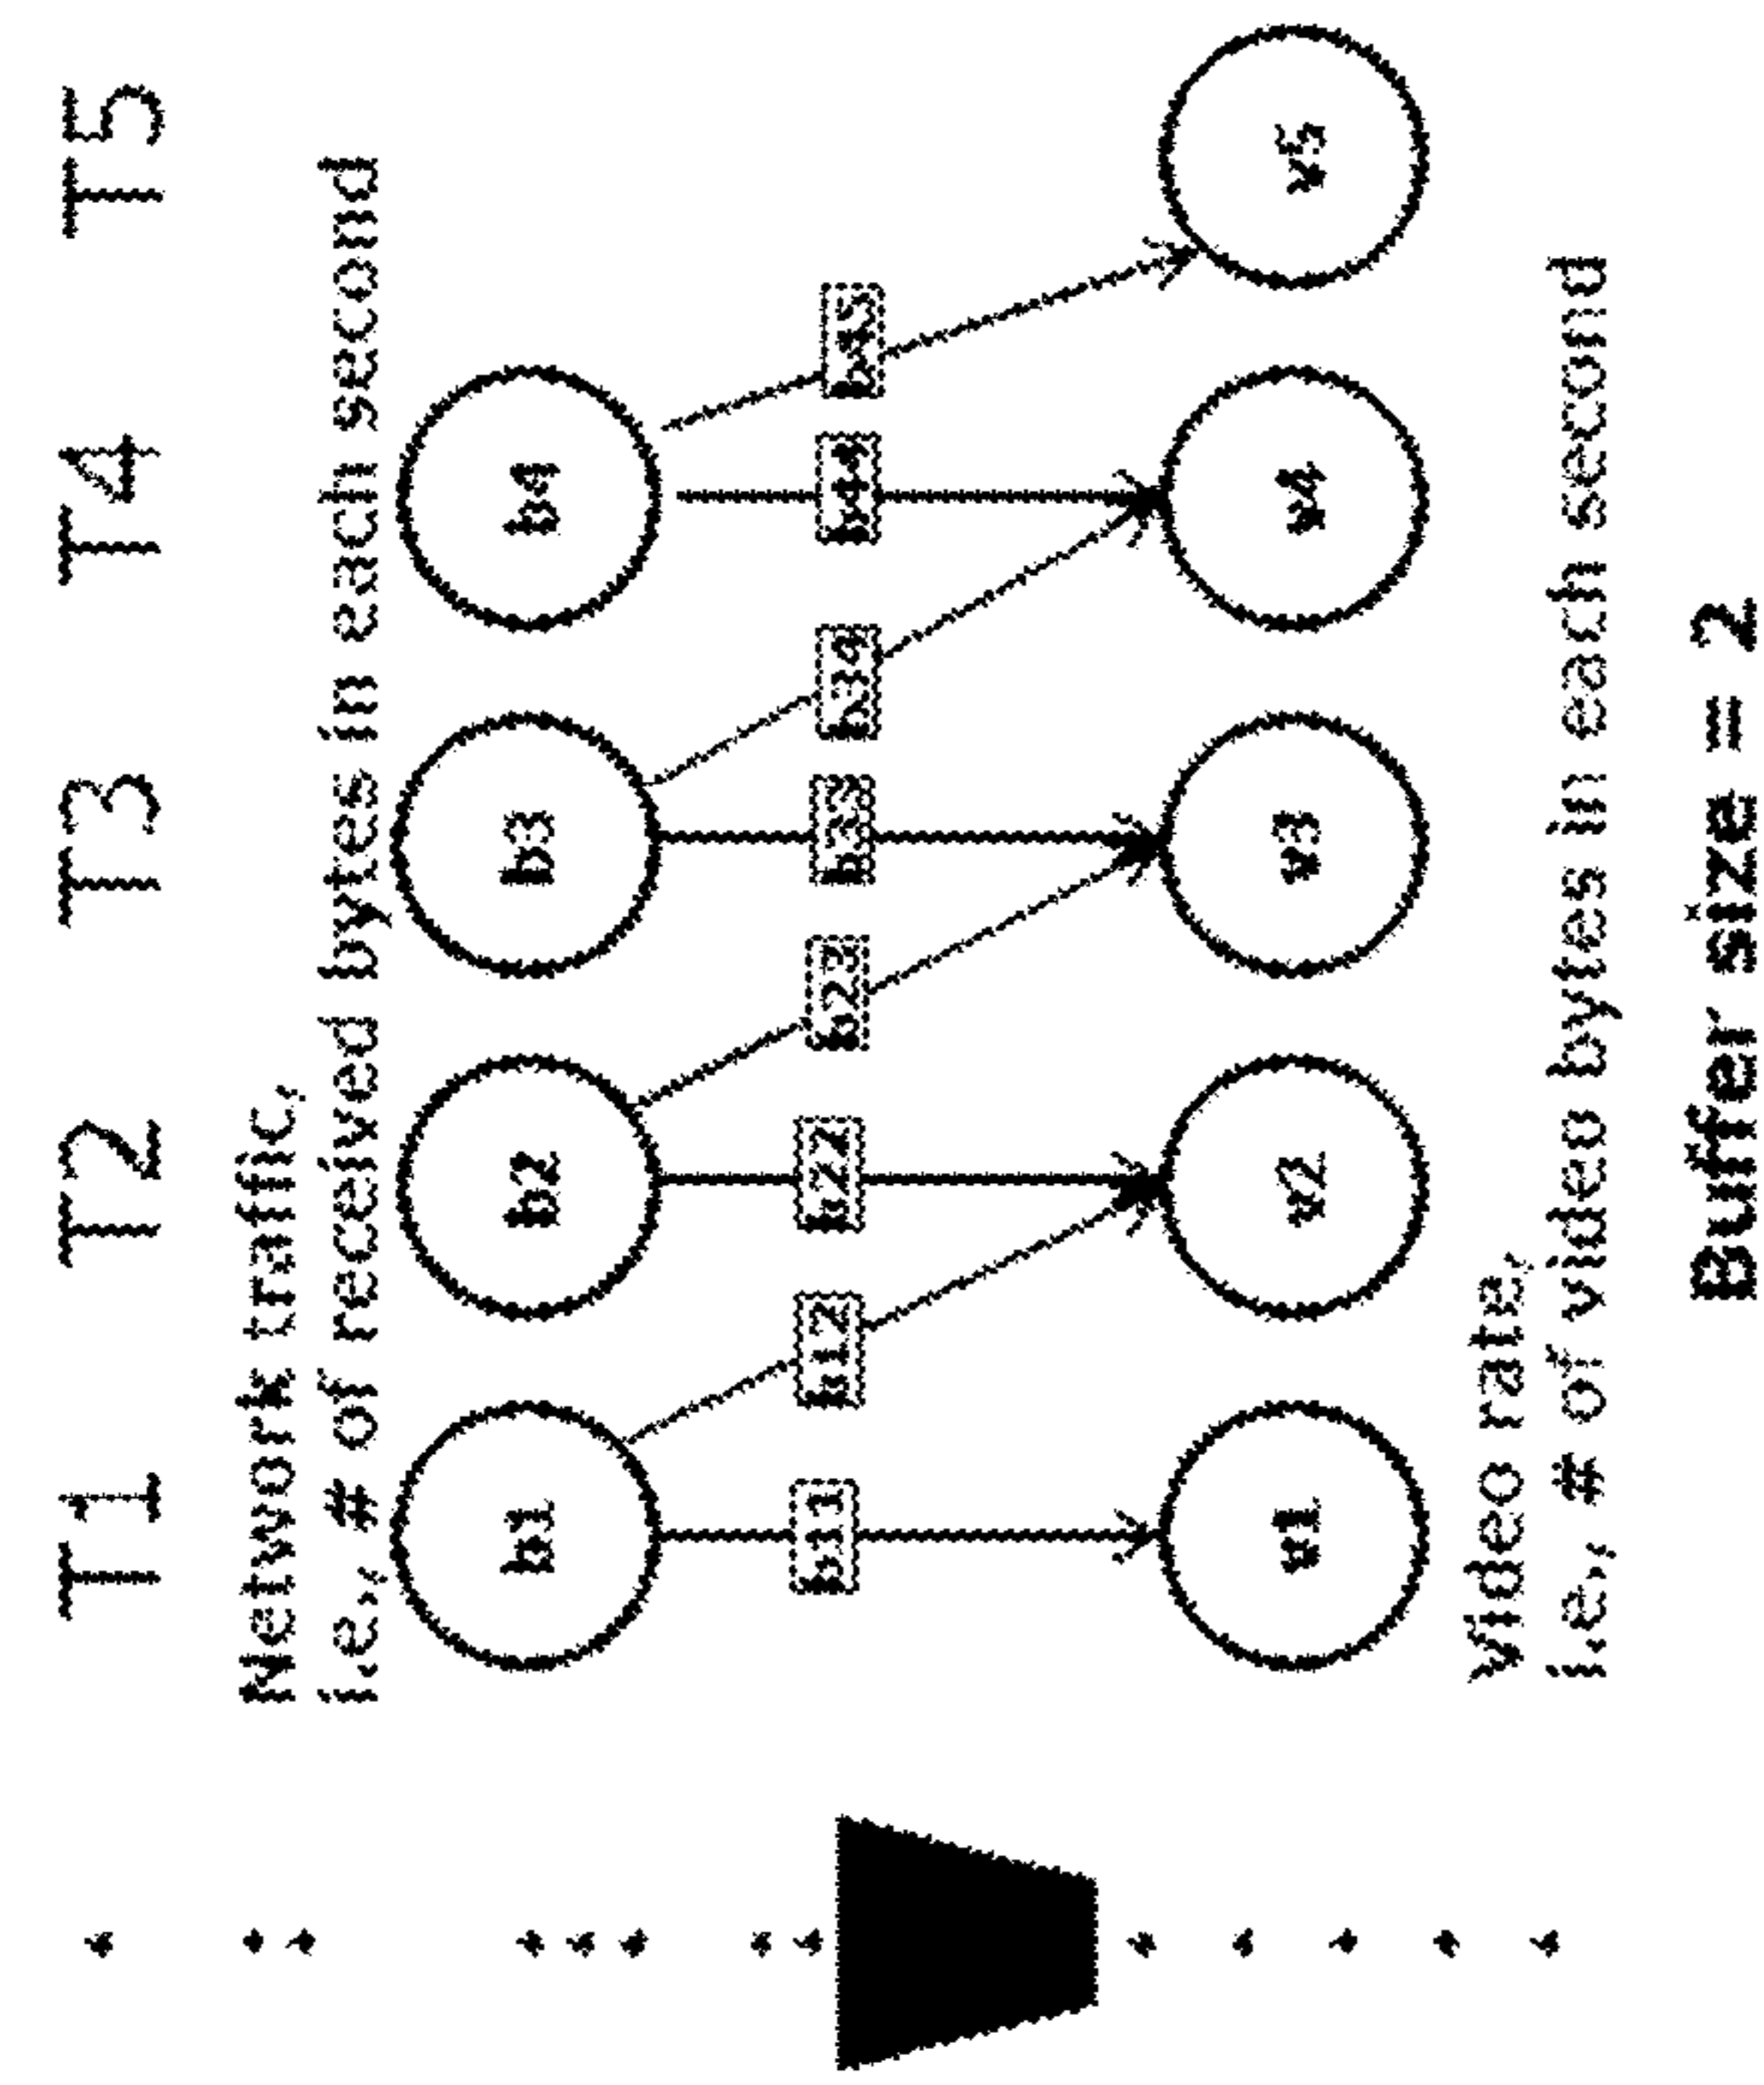 T1 T2 T3 T4 T5
Network traffic,
i.e., # of received bytes in each second
b1 b2 b3 b4
b11 b12 b22 b23 b33 b34 b44 b45
v1 v2 v3 v4 v5
Video rate,
i.e., # of video bytes in each second
Buffer size = 2